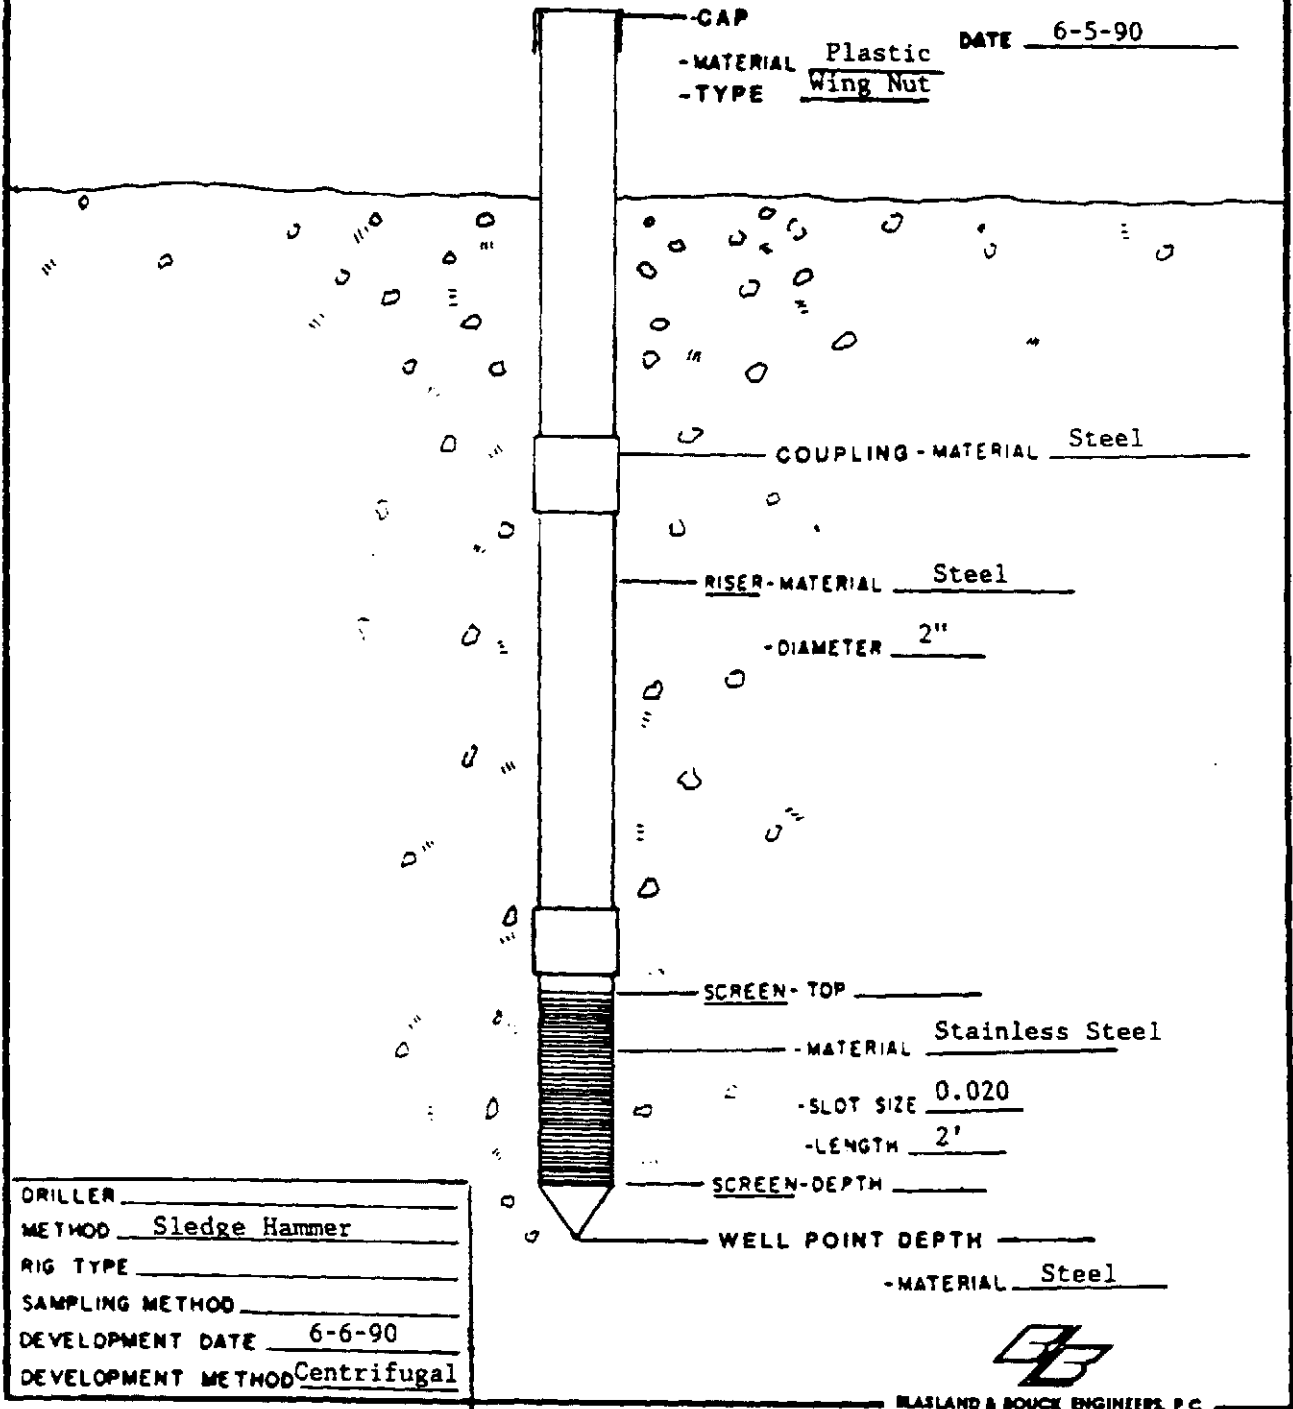 -CAP
DATE 6-5-90
-MATERIAL Plastic
-TYPE Wing Nut
COUPLING-MATERIAL Steel
RISER-MATERIAL Steel
-DIAMETER 2"
SCREEN-TOP
-MATERIAL Stainless Steel
-SLOT SIZE 0.020
-LENGTH 2'
SCREEN-DEPTH
WELL POINT DEPTH
-MATERIAL Steel
DRILLER
METHOD Sledge Hammer
RIG TYPE
SAMPLING METHOD
DEVELOPMENT DATE 6-6-90
DEVELOPMENT METHOD Centrifugal
BLASLAND & BOUCK ENGINEERS, P.C.